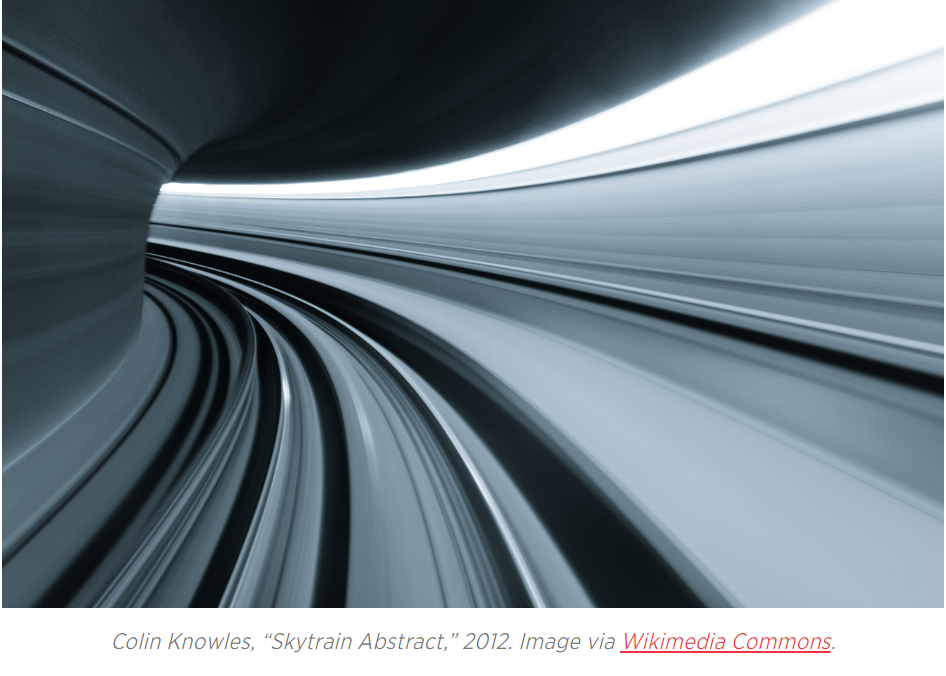 Colin Knowles, “Skytrain Abstract,” 2012. Image via Wikimedia Commons.